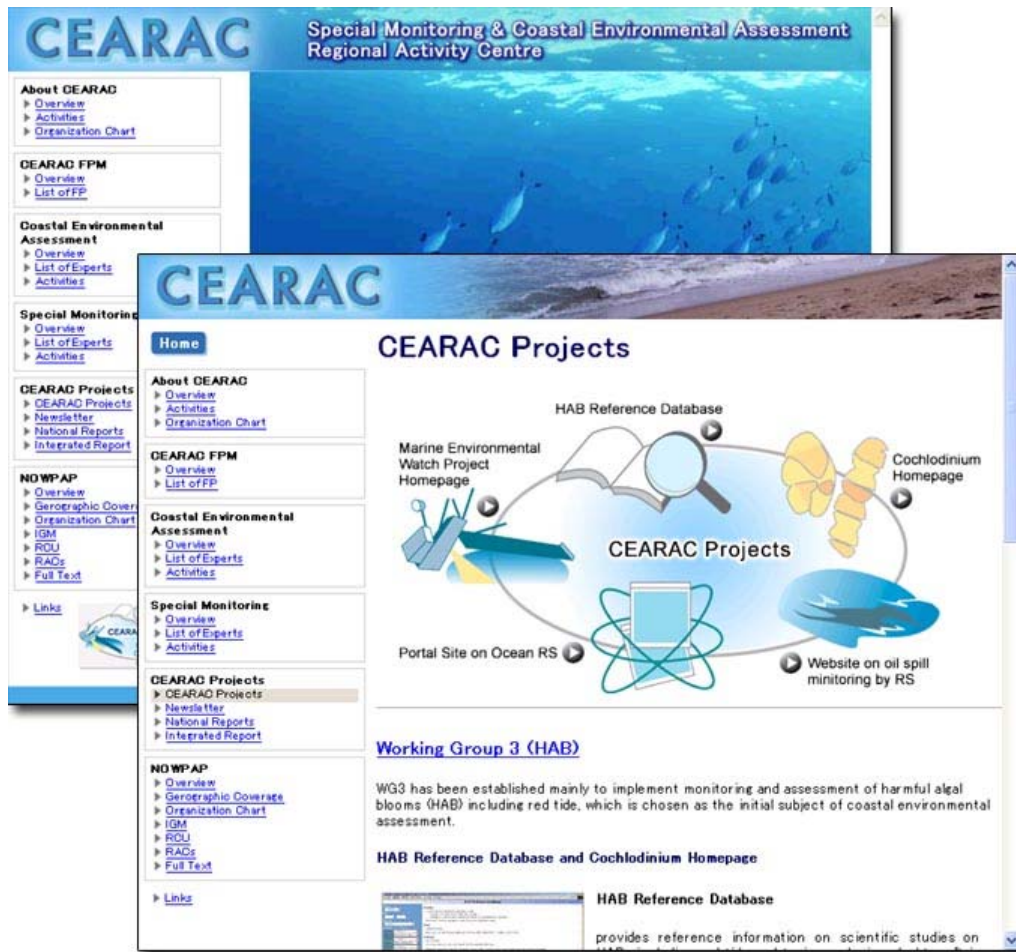 CEARAC
Special Monitoring & Coastal Environmental Assessment
Regional Activity Centre
About CEARAC
Overview
Activities
Organization Chart
CEARAC FPM
Overview
List of FP
Coastal Environmental
Assessment
Overview
List of Experts
Activities
Special Monitoring
Overview
List of Experts
Activities
CEARAC Projects
CEARAC Projects
Newsletter
National Reports
Integrated Report
NOWPAP
Overview
Gerographic
Organization Chart
IGM
RCU
RACs
Full Text
Links
CEARAC
Home
CEARAC Projects
About CEARAC
Overview
Activities
Organization Chart
CEARAC FPM
Overview
List of FP
Coastal Environmental
Assessment
Overview
List of Experts
Activities
Special Monitoring
Overview
List of Experts
Activities
CEARAC Projects
CEARAC Projects
Newsletter
National Reports
Integrated Report
NOWPAP
Overview
Gerographic Coverage
Organization Chart
IGM
RCU
RACs
Full Text
Links
HAB Reference Database
Marine Environmental
Watch Project
Homepage
Cochlodinium
Homepage
CEARAC Projects
Portal Site on Ocean RS
Website on oil spill
minitoring by RS
Working Group 3 (HAB)
WG3 has been established mainly to implement monitoring and assessment of harmful algal
blooms (HAB) including red tide, which is chosen as the initial subject of coastal environmental
assessment.
HAB Reference Database and Cochlodinium Homepage
HAB Reference Database
provides reference information on scientific studies on